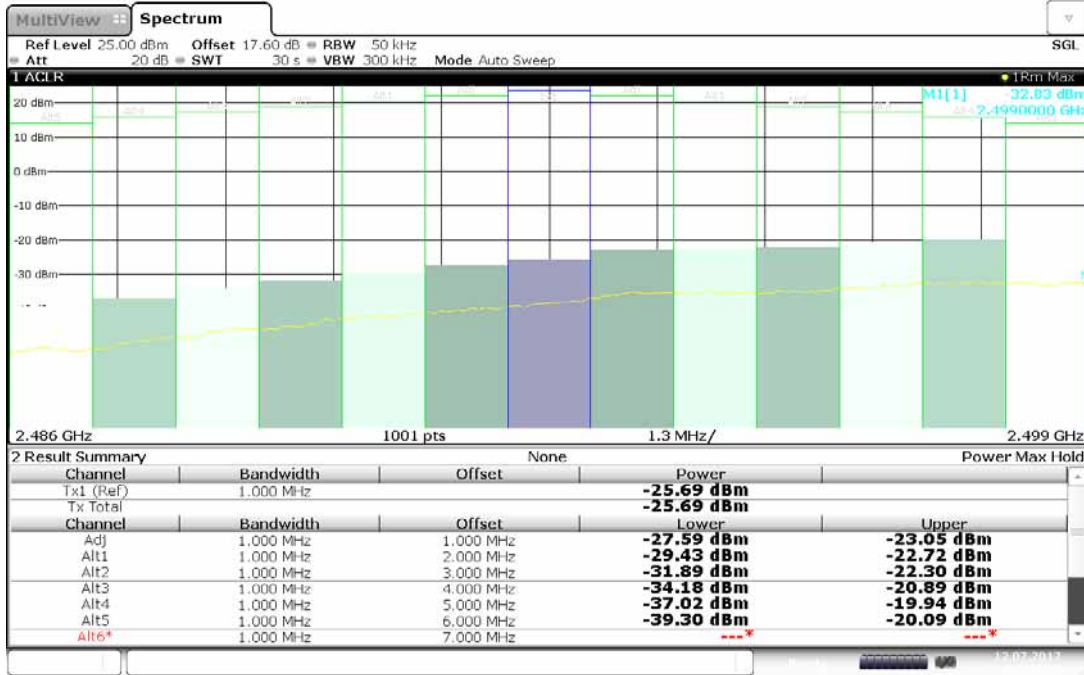 MultiView Spectrum
Ref Level 25.00 dBm Offset 17.60 dB RBW 50 kHz SGL
Att 20 dB SWT 30 s VBW 300 kHz Mode Auto Sweep
1 ACLR 1Rm Max
M1[1] -32.83 dBm
2.4990000 GHz
20 dBm
10 dBm
0 dBm
-10 dBm
-20 dBm
-30 dBm
2.486 GHz 1001 pts 1.3 MHz/ 2.499 GHz
2 Result Summary None Power Max Hold
Channel Bandwidth Offset Power
Tx1 (Ref) 1.000 MHz -25.69 dBm
Tx Total -25.69 dBm
Channel Bandwidth Offset Lower Upper
Adj 1.000 MHz 1.000 MHz -27.59 dBm -23.05 dBm
Alt1 1.000 MHz 2.000 MHz -29.43 dBm -22.72 dBm
Alt2 1.000 MHz 3.000 MHz -31.89 dBm -22.30 dBm
Alt3 1.000 MHz 4.000 MHz -34.18 dBm -20.89 dBm
Alt4 1.000 MHz 5.000 MHz -37.02 dBm -19.94 dBm
Alt5 1.000 MHz 6.000 MHz -39.30 dBm -20.09 dBm
Alt6* 1.000 MHz 7.000 MHz ---* ---*